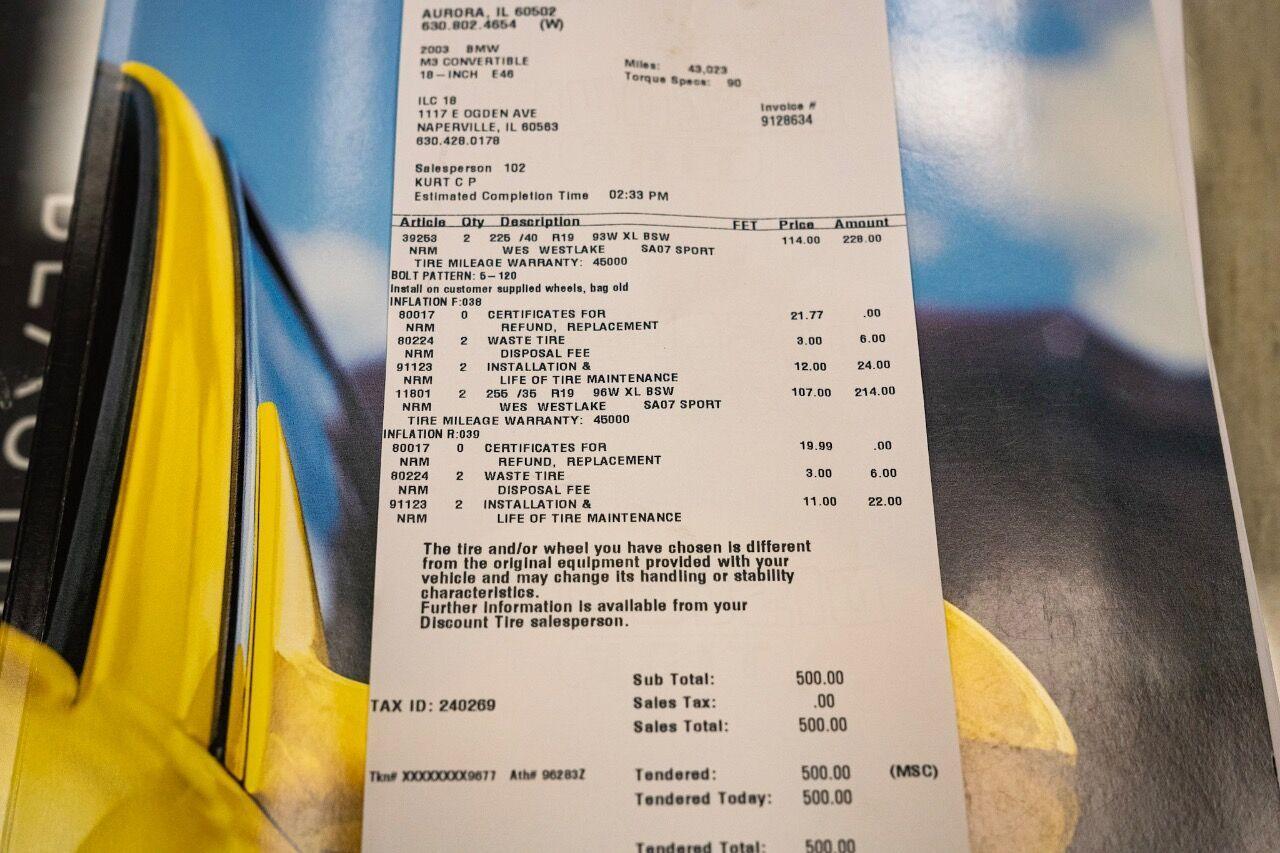 AURORA, IL 60502
630.802.4654 (W)
2003 BMW
M3 CONVERTIBLE
18-INCH E46
Miles: 43,023
Torque Specs: 90
ILC 18
1117 E OGDEN AVE
NAPERVILLE, IL 60563
630.428.0178
Invoice #
9128634
Salesperson 102
KURT C P
Estimated Completion Time 02:33 PM
Article Qty Description FET Price Amount
39253 2 225 /40 R19 93W XL BSW 114.00 228.00
NRM WES WESTLAKE SA07 SPORT
TIRE MILEAGE WARRANTY: 45000
BOLT PATTERN: 5-120
Install on customer supplied wheels, bag old
INFLATION F:038
80017 0 CERTIFICATES FOR 21.77 .00
NRM REFUND, REPLACEMENT
80224 2 WASTE TIRE 3.00 6.00
NRM DISPOSAL FEE
91123 2 INSTALLATION & 12.00 24.00
NRM LIFE OF TIRE MAINTENANCE
11801 2 255 /35 R19 96W XL BSW 107.00 214.00
NRM WES WESTLAKE SA07 SPORT
TIRE MILEAGE WARRANTY: 45000
INFLATION R:039
80017 0 CERTIFICATES FOR 19.99 .00
NRM REFUND, REPLACEMENT
80224 2 WASTE TIRE 3.00 6.00
NRM DISPOSAL FEE
91123 2 INSTALLATION & 11.00 22.00
NRM LIFE OF TIRE MAINTENANCE
The tire and/or wheel you have chosen is different
from the original equipment provided with your
vehicle and may change its handling or stability
characteristics.
Further information is available from your
Discount Tire salesperson.
Sub Total: 500.00
TAX ID: 240269 Sales Tax: .00
Sales Total: 500.00
Tkn# XXXXXXXX9677 Ath# 96283Z Tendered: 500.00 (MSC)
Tendered Today: 500.00
Tendered Total: 500.00